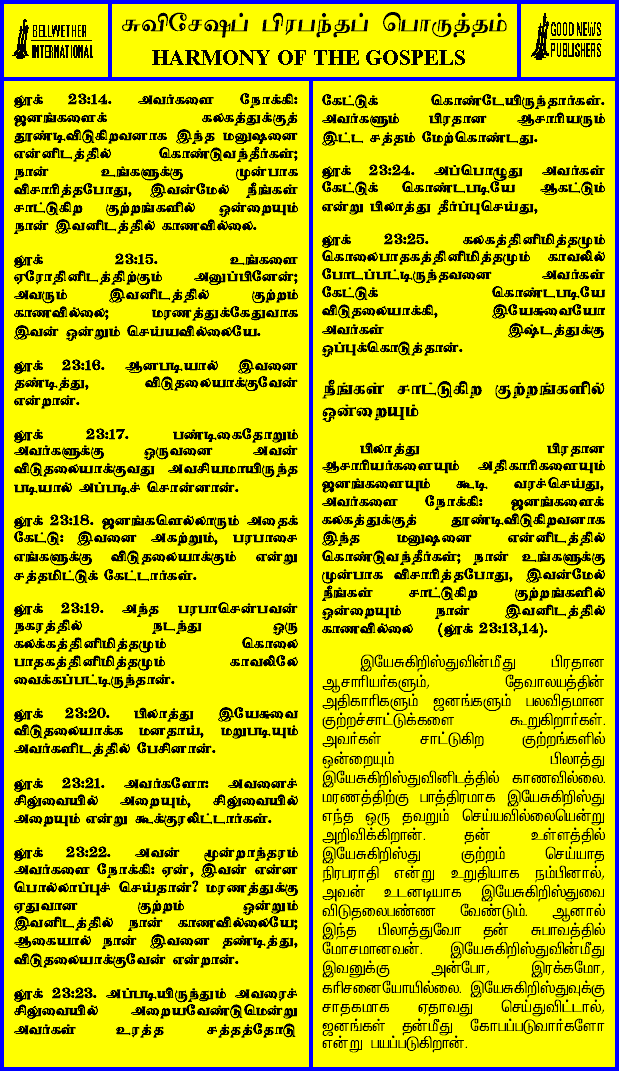 BELLWETHER
INTERNATIONAL
சுவிசேஷப் பிரபந்தப் பொருத்தம்
HARMONY OF THE GOSPELS
GOOD NEWS
PUBLISHERS
லூக் 23:14. அவர்களை நோக்கி:
ஜனங்களைக் கலகத்துக்குத்
தூண்டிவிடுகிறவனாக இந்த மனுஷனை
என்னிடத்தில் கொண்டுவந்தீர்கள்;
நான் உங்களுக்கு முன்பாக
விசாரித்தபோது, இவன்மேல் நீங்கள்
சாட்டுகிற குற்றங்களில் ஒன்றையும்
நான் இவனிடத்தில் காணவில்லை.
லூக் 23:15. உங்களை
ஏரோதினிடத்திற்கும் அனுப்பினேன்;
அவரும் இவனிடத்தில் குற்றம்
காணவில்லை; மரணத்துக்கேதுவாக
இவன் ஒன்றும் செய்யவில்லையே.
லூக் 23:16. ஆனபடியால் இவனை
தண்டித்து, விடுதலையாக்குவேன்
என்றான்.
லூக் 23:17. பண்டிகைதோறும்
அவர்களுக்கு ஒருவனை அவன்
விடுதலையாக்குவது அவசியமாயிருந்த
படியால் அப்படிச் சொன்னான்.
லூக் 23:18. ஜனங்களெல்லாரும் அதைக்
கேட்டு: இவனை அகற்றும், பரபாசை
எங்களுக்கு விடுதலையாக்கும் என்று
சத்தமிட்டுக் கேட்டார்கள்.
லூக் 23:19. அந்த பரபாசென்பவன்
நகரத்தில் நடந்து ஒரு
கலக்கத்தினிமித்தமும் கொலை
பாதகத்தினிமித்தமும் காவலிலே
வைக்கப்பட்டிருந்தான்.
லூக் 23:20. பிலாத்து இயேசுவை
விடுதலையாக்க மனதாய், மறுபடியும்
அவர்களிடத்தில் பேசினான்.
லூக் 23:21. அவர்களோ: அவனைச்
சிலுவையில் அறையும், சிலுவையில்
அறையும் என்று கூக்குரலிட்டார்கள்.
லூக் 23:22. அவன் மூன்றாந்தரம்
அவர்களை நோக்கி: ஏன், இவன் என்ன
பொல்லாப்புச் செய்தான்? மரணத்துக்கு
ஏதுவான குற்றம் ஒன்றும்
இவனிடத்தில் நான் காணவில்லையே;
ஆகையால் நான் இவனை தண்டித்து,
விடுதலையாக்குவேன் என்றான்.
லூக் 23:23. அப்படியிருந்தும் அவரைச்
சிலுவையில் அறையவேண்டுமென்று
அவர்கள் உரத்த சத்தத்தோடு
கேட்டுக் கொண்டேயிருந்தார்கள்.
அவர்களும் பிரதான ஆசாரியரும்
இட்ட சத்தம் மேற்கொண்டது.
லூக் 23:24. அப்பொழுது அவர்கள்
கேட்டுக் கொண்டபடியே ஆகட்டும்
என்று பிலாத்து தீர்ப்புசெய்து,
லூக் 23:25. கலகத்தினிமித்தமும்
கொலைபாதகத்தினிமித்தமும் காவலில்
போடப்பட்டிருந்தவனை அவர்கள்
கேட்டுக் கொண்டபடியே
விடுதலையாக்கி, இயேசுவையோ
அவர்கள் இஷ்டத்துக்கு
ஒப்புக்கொடுத்தான்.
நீங்கள் சாட்டுகிற குற்றங்களில்
ஒன்றையும்
பிலாத்து பிரதான
ஆசாரியர்களையும் அதிகாரிகளையும்
ஜனங்களையும் கூடி வரச்செய்து,
அவர்களை நோக்கி: ஜனங்களைக்
கலகத்துக்குத் தூண்டிவிடுகிறவனாக
இந்த மனுஷனை என்னிடத்தில்
கொண்டுவந்தீர்கள்; நான் உங்களுக்கு
முன்பாக விசாரித்தபோது, இவன்மேல்
நீங்கள் சாட்டுகிற குற்றங்களில்
ஒன்றையும் நான் இவனிடத்தில்
காணவில்லை (லூக் 23:13,14).
இயேசுகிறிஸ்துவின்மீது பிரதான
ஆசாரியர்களும், தேவாலயத்தின்
அதிகாரிகளும் ஜனங்களும் பலவிதமான
குற்றச்சாட்டுக்களை கூறுகிறார்கள்.
அவர்கள் சாட்டுகிற குற்றங்களில்
ஒன்றையும் பிலாத்து
இயேசுகிறிஸ்துவினிடத்தில் காணவில்லை.
மரணத்திற்கு பாத்திரமாக இயேசுகிறிஸ்து
எந்த ஒரு தவறும் செய்யவில்லையென்று
அறிவிக்கிறான். தன் உள்ளத்தில்
இயேசுகிறிஸ்து குற்றம் செய்யாத
நிரபராதி என்று உறுதியாக நம்பினால்,
அவன் உடனடியாக இயேசுகிறிஸ்துவை
விடுதலைபண்ண வேண்டும். ஆனால்
இந்த பிலாத்துவோ தன் சுபாவத்தில்
மோசமானவன். இயேசுகிறிஸ்துவின்மீது
இவனுக்கு அன்போ, இரக்கமோ,
கரிசனையோயில்லை. இயேசுகிறிஸ்துவுக்கு
சாதகமாக ஏதாவது செய்துவிட்டால்,
ஜனங்கள் தன்மீது கோபப்படுவார்களோ
என்று பயப்படுகிறான்.